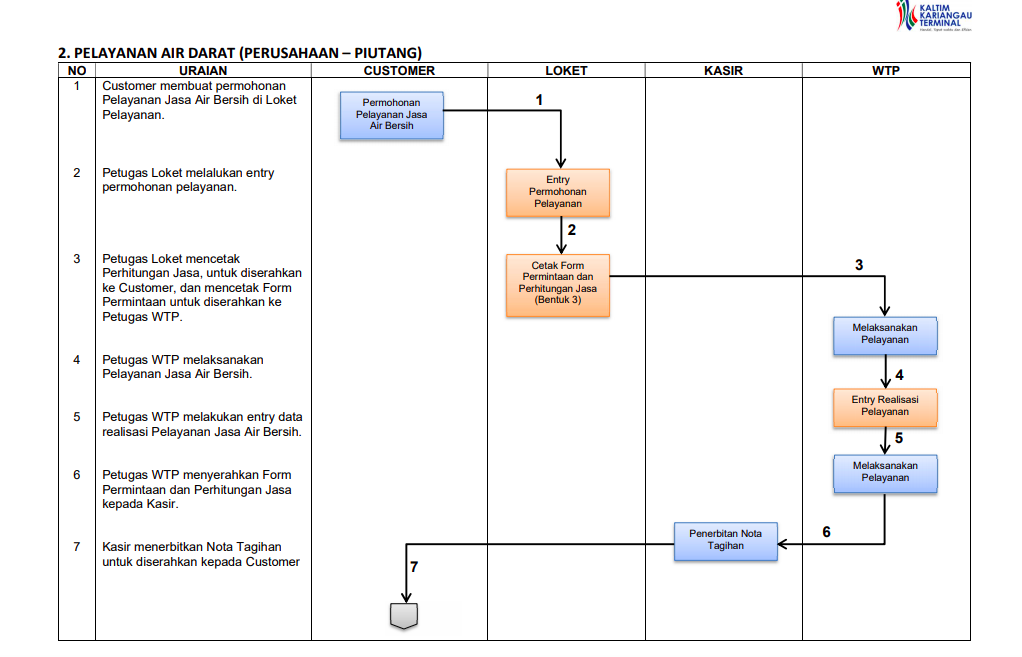 KALTIM
KARIANGAU
TERMINAL
2. PELAYANAN AIR DARAT (PERUSAHAAN – PIUTANG)
NO URAIAN CUSTOMER LOKET KASIR WTP
1 Customer membuat permohonan
Pelayanan Jasa Air Bersih di Loket
Pelayanan.
Permohonan
Pelayanan Jasa
Air Bersih
1
2 Petugas Loket melalukan entry
permohonan pelayanan.
Entry
Permohonan
Pelayanan
2
3 Petugas Loket mencetak
Perhitungan Jasa, untuk diserahkan
ke Customer, dan mencetak Form
Permintaan untuk diserahkan ke
Petugas WTP.
Cetak Form
Permintaan dan
Perhitungan Jasa
(Bentuk 3)
3
Melaksanakan
Pelayanan
4 Petugas WTP melaksanakan
Pelayanan Jasa Air Bersih.
4
Entry Realisasi
Pelayanan
5 Petugas WTP melakukan entry data
realisasi Pelayanan Jasa Air Bersih.
5
Melaksanakan
Pelayanan
6 Petugas WTP menyerahkan Form
Permintaan dan Perhitungan Jasa
kepada Kasir.
6
Penerbitan Nota
Tagihan
7 Kasir menerbitkan Nota Tagihan
untuk diserahkan kepada Customer
7